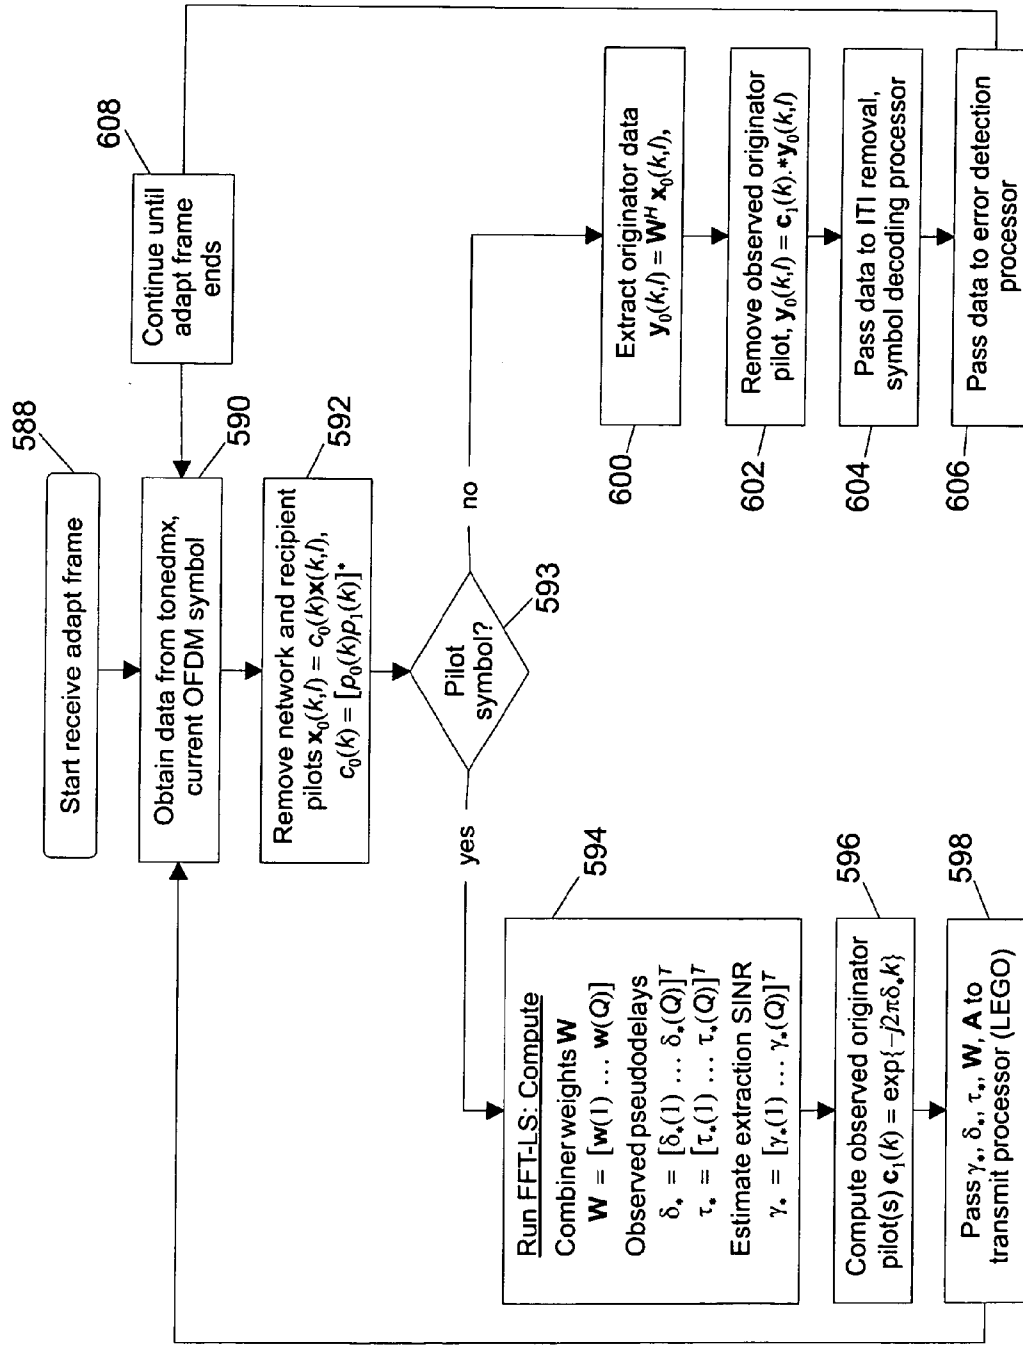 588
Start receive adapt frame
608
Continue until
adapt frame
ends
590
Obtain data from tonedmx,
current OFDM symbol
592
Remove network and recipient
pilots x₀(k,l) = c₀(k)x(k,l),
c₀(k) = [p₀(k)p₁(k)]*
593
Pilot
symbol?
yes
no
594
Run FFT-LS: Compute
Combiner weights W
W = [w(1) … w(Q)]
Observed pseudodelays
δ* = [δ*(1) … δ*(Q)]ᵀ
τ* = [τ*(1) … τ*(Q)]ᵀ
Estimate extraction SINR
γ* = [γ*(1) … γ*(Q)]ᵀ
596
Compute observed originator
pilot(s) c₁(k) = exp{−j2πδ*k}
598
Pass γ*, δ*, τ*, W, A to
transmit processor (LEGO)
600
Extract originator data
y₀(k,l) = Wᴴ x₀(k,l),
602
Remove observed originator
pilot, y₀(k,l) = c₁(k).*y₀(k,l)
604
Pass data to ITI removal,
symbol decoding processor
606
Pass data to error detection
processor